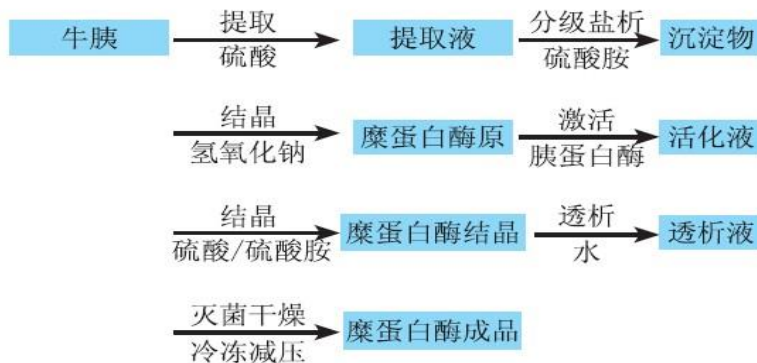 牛胰 提取 硫酸 提取液 分级盐析 硫酸胺 沉淀物
结晶 氢氧化钠 糜蛋白酶原 激活 胰蛋白酶 活化液
结晶 硫酸/硫酸胺 糜蛋白酶结晶 透析 水 透析液
灭菌干燥 冷冻减压 糜蛋白酶成品